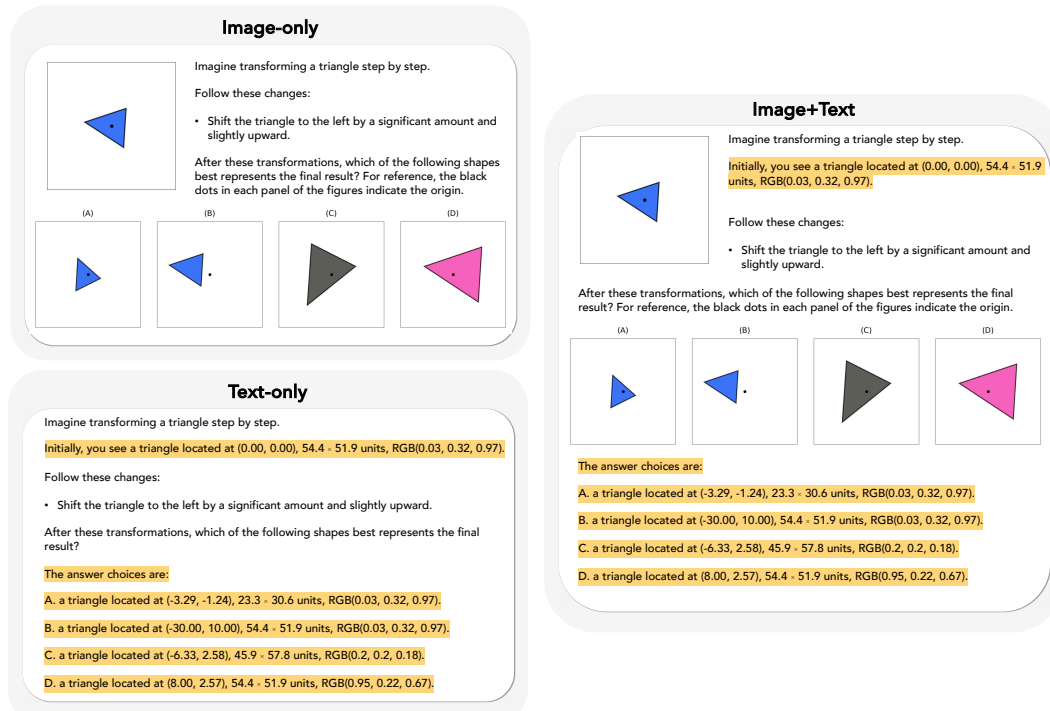 Image-only
Imagine transforming a triangle step by step.
Follow these changes:
• Shift the triangle to the left by a significant amount and
slightly upward.
After these transformations, which of the following shapes
best represents the final result? For reference, the black
dots in each panel of the figures indicate the origin.
(A) (B) (C) (D)
Text-only
Imagine transforming a triangle step by step.
Initially, you see a triangle located at (0.00, 0.00), 54.4 × 51.9 units, RGB(0.03, 0.32, 0.97).
Follow these changes:
• Shift the triangle to the left by a significant amount and slightly upward.
After these transformations, which of the following shapes best represents the final
result?
The answer choices are:
A. a triangle located at (-3.29, -1.24), 23.3 × 30.6 units, RGB(0.03, 0.32, 0.97).
B. a triangle located at (-30.00, 10.00), 54.4 × 51.9 units, RGB(0.03, 0.32, 0.97).
C. a triangle located at (-6.33, 2.58), 45.9 × 57.8 units, RGB(0.2, 0.2, 0.18).
D. a triangle located at (8.00, 2.57), 54.4 × 51.9 units, RGB(0.95, 0.22, 0.67).
Image+Text
Imagine transforming a triangle step by step.
Initially, you see a triangle located at (0.00, 0.00), 54.4 × 51.9
units, RGB(0.03, 0.32, 0.97).
Follow these changes:
• Shift the triangle to the left by a significant amount and
slightly upward.
After these transformations, which of the following shapes best represents the final
result? For reference, the black dots in each panel of the figures indicate the origin.
(A) (B) (C) (D)
The answer choices are:
A. a triangle located at (-3.29, -1.24), 23.3 × 30.6 units, RGB(0.03, 0.32, 0.97).
B. a triangle located at (-30.00, 10.00), 54.4 × 51.9 units, RGB(0.03, 0.32, 0.97).
C. a triangle located at (-6.33, 2.58), 45.9 × 57.8 units, RGB(0.2, 0.2, 0.18).
D. a triangle located at (8.00, 2.57), 54.4 × 51.9 units, RGB(0.95, 0.22, 0.67).